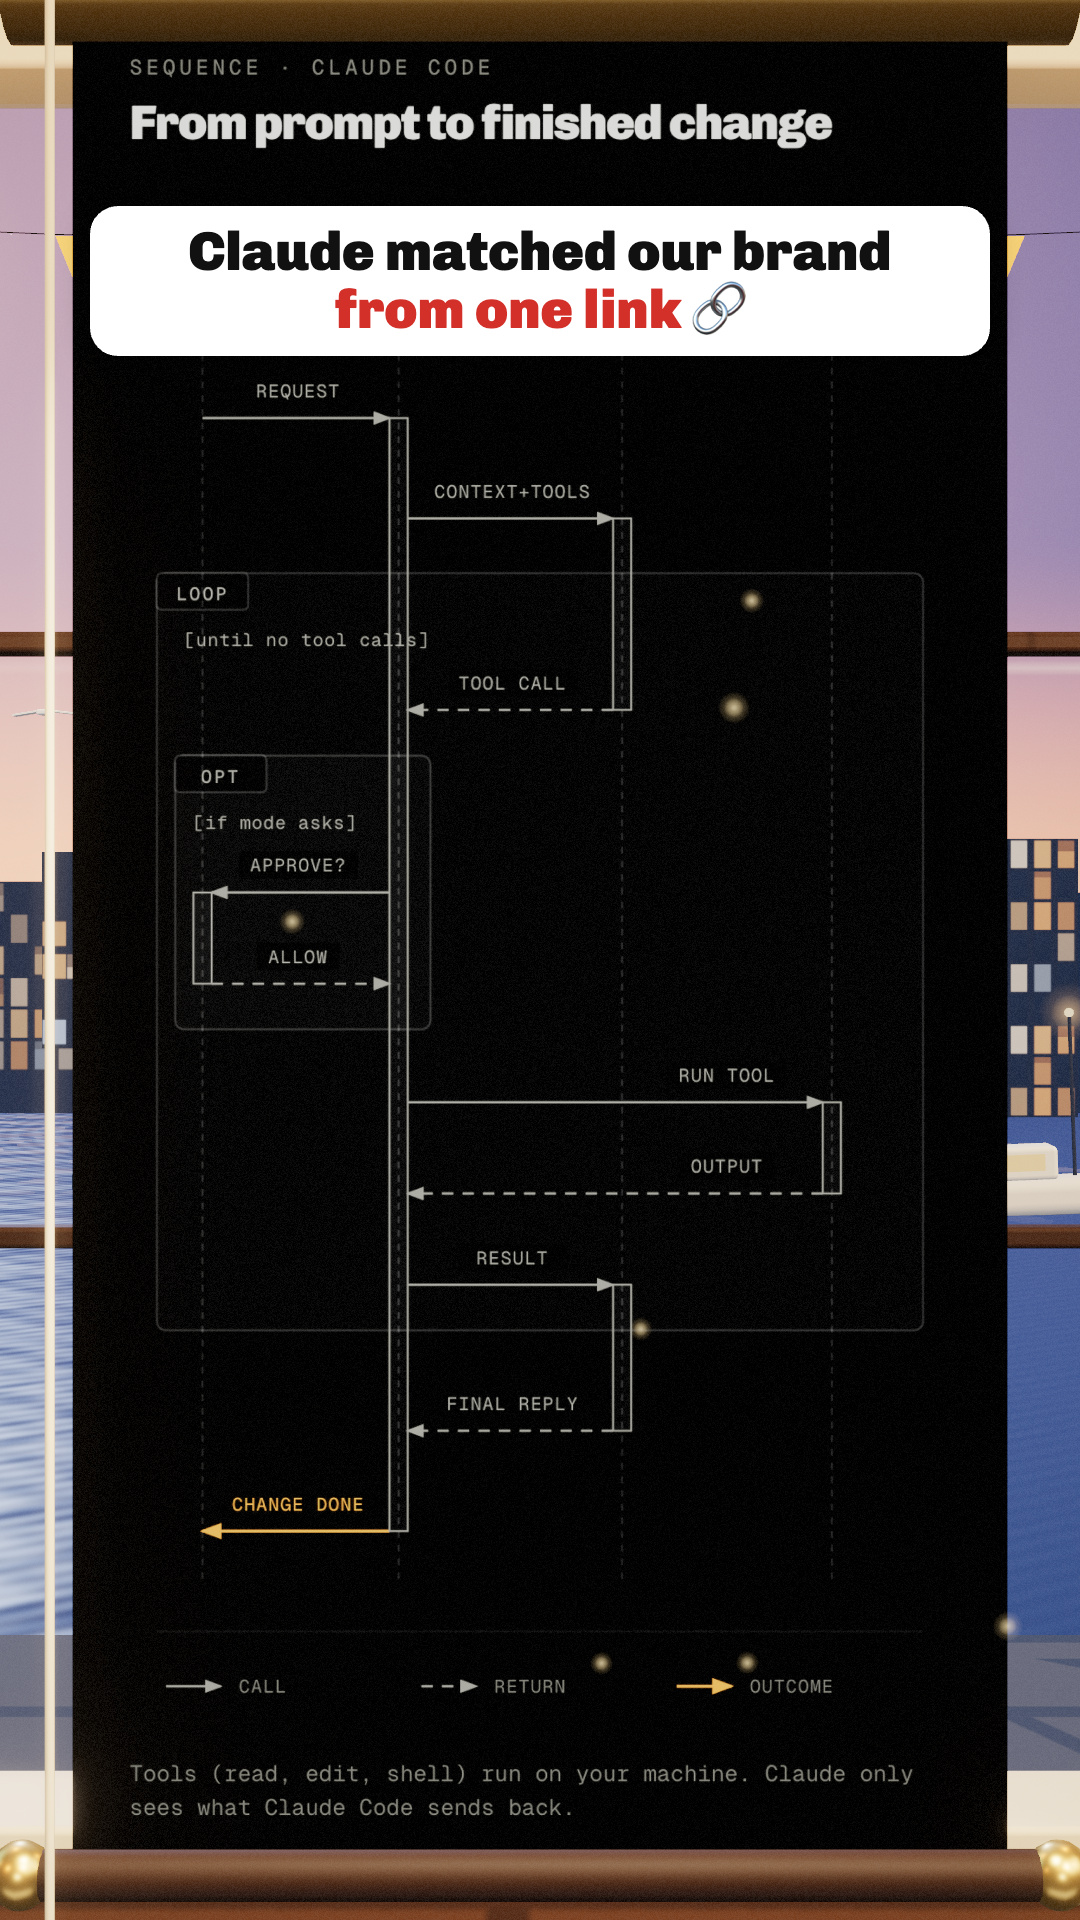 SEQUENCE · CLAUDE CODE
From prompt to finished change
Claude matched our brand
from one link 🔗
REQUEST
CONTEXT+TOOLS
LOOP
[until no tool calls]
TOOL CALL
OPT
[if mode asks]
APPROVE?
ALLOW
RUN TOOL
OUTPUT
RESULT
FINAL REPLY
CHANGE DONE
CALL
RETURN
OUTCOME
Tools (read, edit, shell) run on your machine. Claude only
sees what Claude Code sends back.